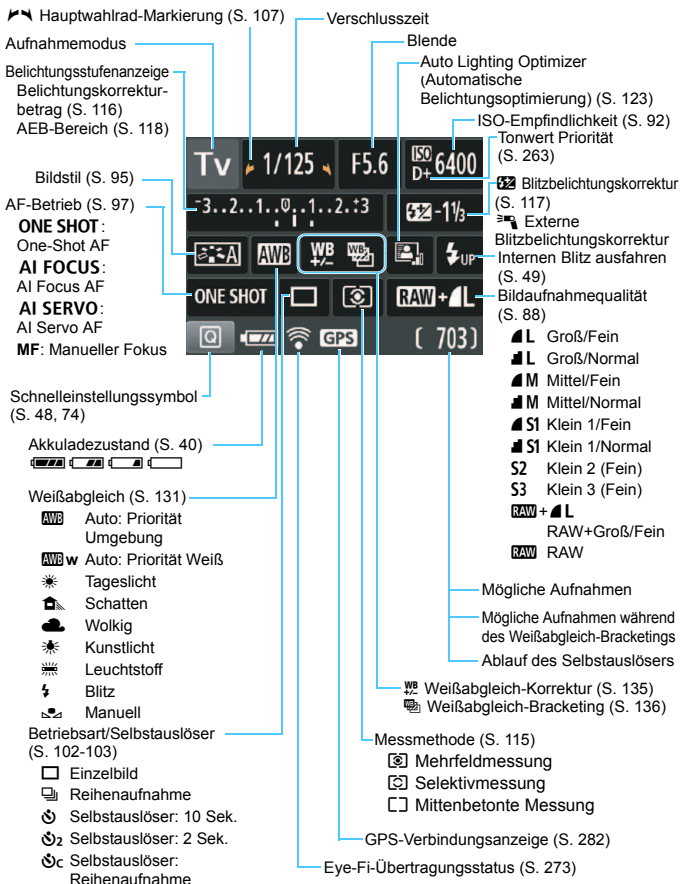 Hauptwahlrad-Markierung (S. 107)
Verschlusszeit
Aufnahmemodus
Blende
Belichtungsstufenanzeige
Belichtungskorrektur-
betrag (S. 116)
AEB-Bereich (S. 118)
Auto Lighting Optimizer
(Automatische
Belichtungsoptimierung) (S. 123)
ISO-Empfindlichkeit (S. 92)
Tonwert Priorität
(S. 263)
Bildstil (S. 95)
AF-Betrieb (S. 97)
ONE SHOT:
One-Shot AF
AI FOCUS:
AI Focus AF
AI SERVO:
AI Servo AF
MF: Manueller Fokus
Tv 1/125 F5.6 ISO D+ 6400
-3..2..1..0..1..2..+3 -1⅓
A AWB WB +/- WB UP
ONE SHOT RAW+L
Q GPS ( 703)
Blitzbelichtungskorrektur
(S. 117)
Externe
Blitzbelichtungskorrektur
Internen Blitz ausfahren
(S. 49)
Bildaufnahmequalität
(S. 88)
L Groß/Fein
L Groß/Normal
M Mittel/Fein
M Mittel/Normal
S1 Klein 1/Fein
S1 Klein 1/Normal
S2 Klein 2 (Fein)
S3 Klein 3 (Fein)
RAW+L
RAW+Groß/Fein
RAW RAW
Schnelleinstellungssymbol
(S. 48, 74)
Akkuladezustand (S. 40)
Weißabgleich (S. 131)
AWB Auto: Priorität
Umgebung
AWB w Auto: Priorität Weiß
Tageslicht
Schatten
Wolkig
Kunstlicht
Leuchtstoff
Blitz
Manuell
Mögliche Aufnahmen
Mögliche Aufnahmen während
des Weißabgleich-Bracketings
Ablauf des Selbstauslösers
WB +/- Weißabgleich-Korrektur (S. 135)
WB Weißabgleich-Bracketing (S. 136)
Betriebsart/Selbstauslöser
(S. 102-103)
Einzelbild
Reihenaufnahme
Selbstauslöser: 10 Sek.
2 Selbstauslöser: 2 Sek.
C Selbstauslöser:
Reihenaufnahme
Messmethode (S. 115)
Mehrfeldmessung
Selektivmessung
Mittenbetonte Messung
GPS-Verbindungsanzeige (S. 282)
Eye-Fi-Übertragungsstatus (S. 273)